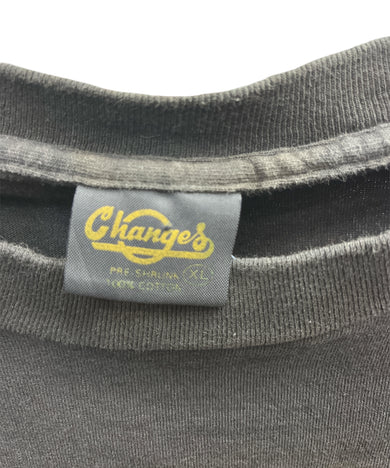 Changes
PRE SHRUNK (XL)
100% COTTON